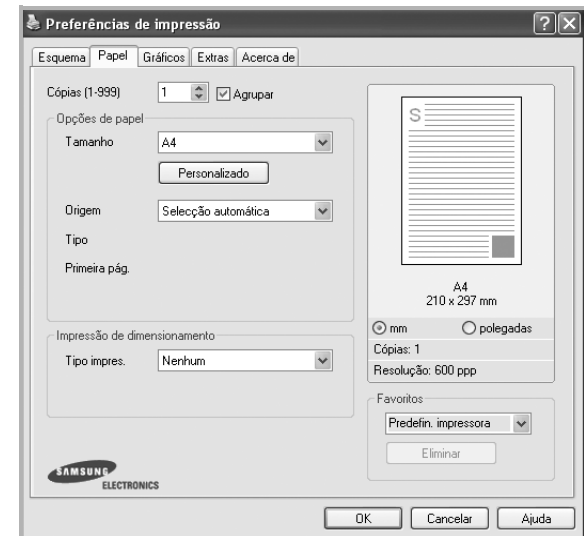 Preferências de impressão
Esquema Papel Gráficos Extras Acerca de
Cópias (1-999) 1 Agrupar
Opções de papel
Tamanho A4
Personalizado
Origem Selecção automática
Tipo
Primeira pág.
Impressão de dimensionamento
Tipo impres. Nenhum
SAMSUNG
ELECTRONICS
S
A4
210 x 297 mm
mm polegadas
Cópias: 1
Resolução: 600 ppp
Favoritos
Predefin. impressora
Eliminar
OK Cancelar Ajuda